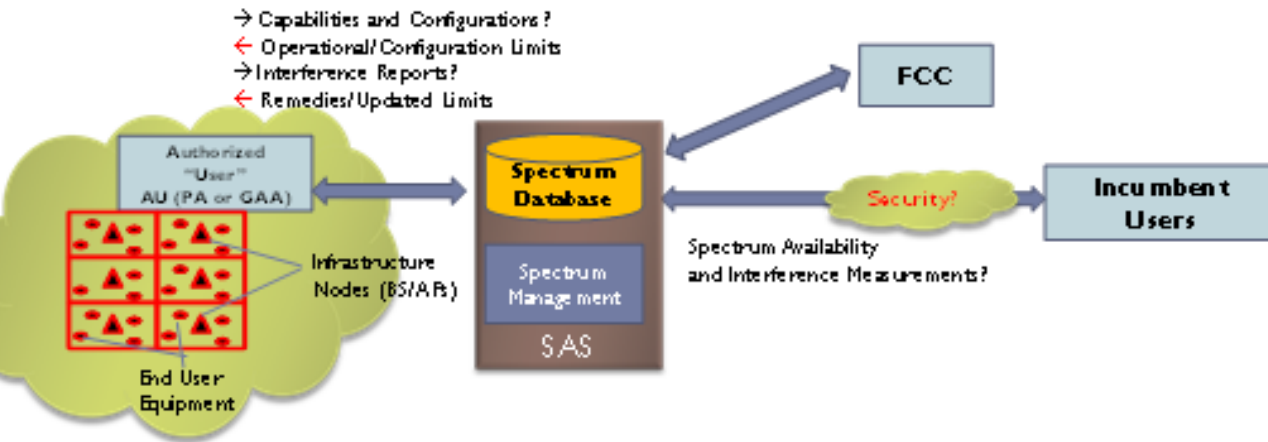 → Capabilities and Configurations?
← Operational/Configuration Limits
→ Interference Reports?
← Remedies/Updated Limits
FCC
Authorized
"User"
AU (PA or GAA)
Spectrum
Database
Security?
Incumbent
Users
Spectrum Availability
and Interference Measurements?
Infrastructure
Nodes (BS/APs)
Spectrum
Management
SAS
End User
Equipment